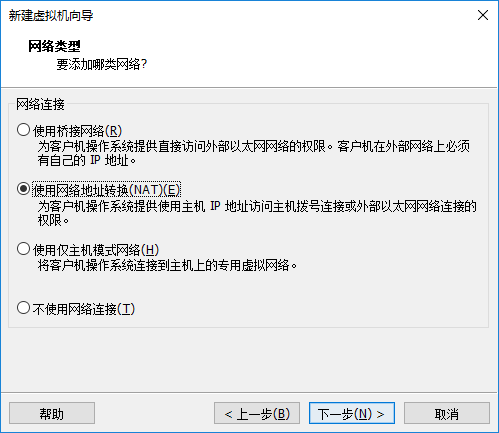 新建虚拟机向导
网络类型
要添加哪类网络?
网络连接
使用桥接网络(R)
为客户机操作系统提供直接访问外部以太网网络的权限。客户机在外部网络上必须
有自己的 IP 地址。
使用网络地址转换(NAT)(E)
为客户机操作系统提供使用主机 IP 地址访问主机拨号连接或外部以太网网络连接的
权限。
使用仅主机模式网络(H)
将客户机操作系统连接到主机上的专用虚拟网络。
不使用网络连接(T)
帮助
< 上一步(B)
下一步(N) >
取消